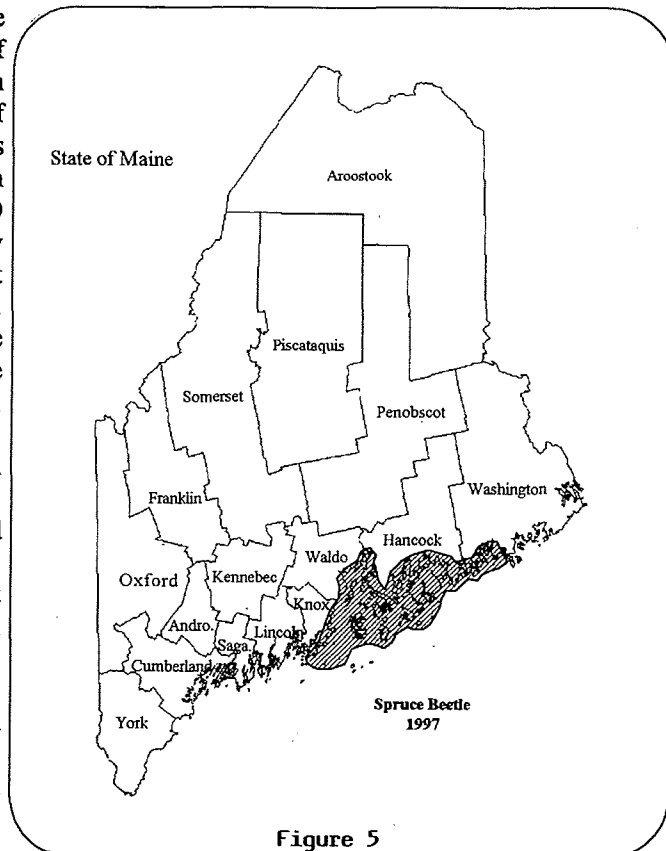 State of Maine
Aroostook
Piscataquis
Somerset
Penobscot
Washington
Franklin
Hancock
Waldo
Oxford
Kennebec
Knox
Andro.
Lincoln
Saga.
Cumberland
York
Spruce Beetle
1997
Figure 5